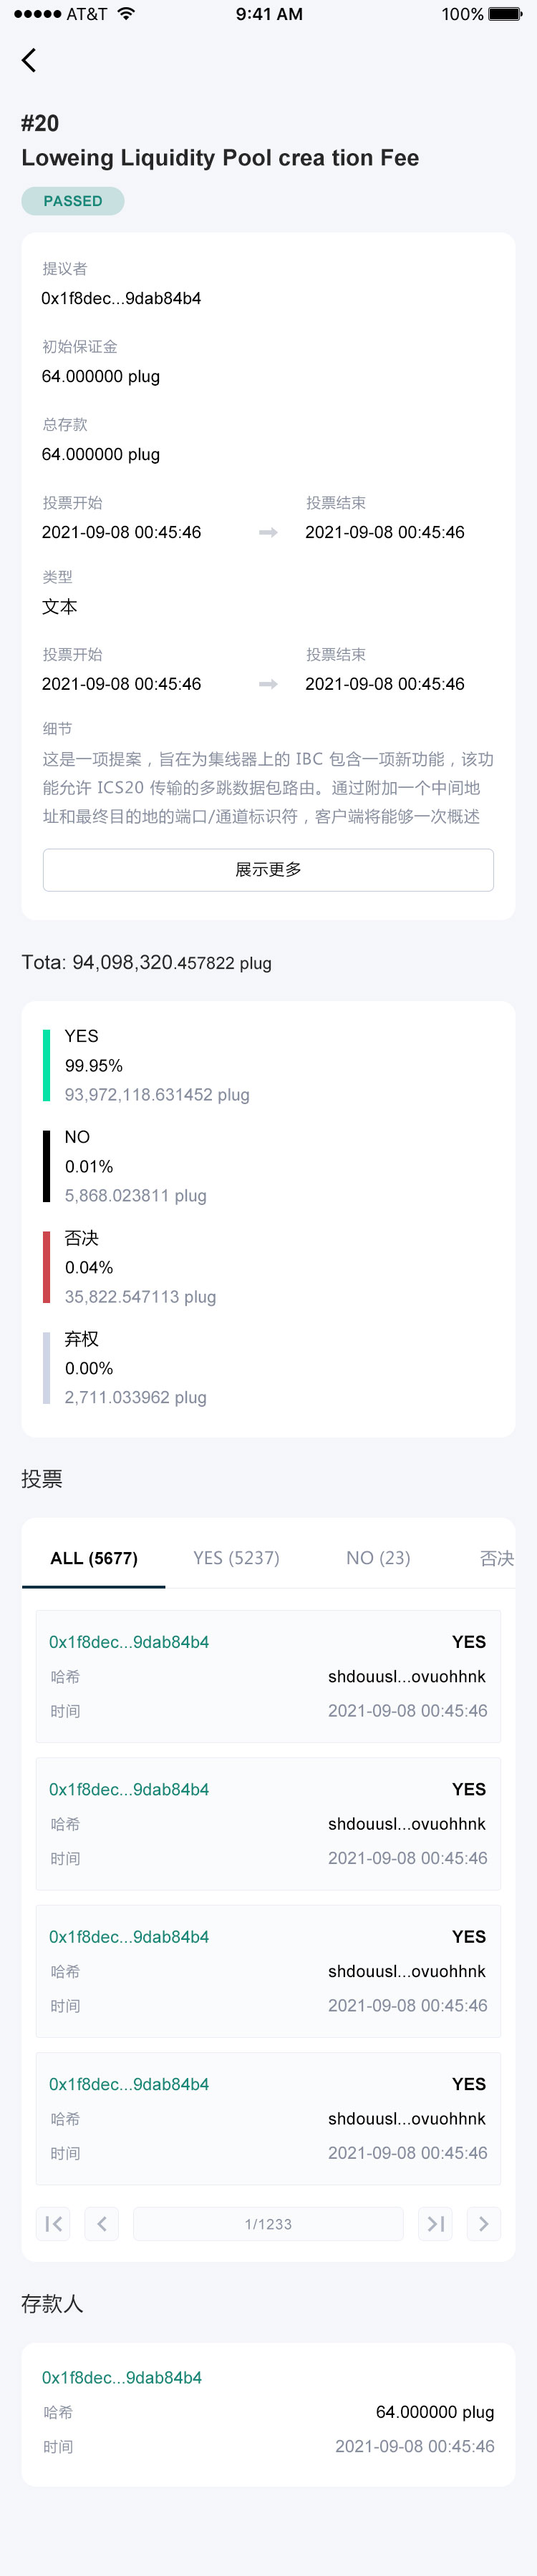 AT&T 9:41 AM 100%
#20
Loweing Liquidity Pool crea tion Fee
PASSED
提议者
0x1f8dec...9dab84b4
初始保证金
64.000000 plug
总存款
64.000000 plug
投票开始 投票结束
2021-09-08 00:45:46 2021-09-08 00:45:46
类型
文本
投票开始 投票结束
2021-09-08 00:45:46 2021-09-08 00:45:46
细节
这是一项提案，旨在为集线器上的 IBC 包含一项新功能，该功
能允许 ICS20 传输的多跳数据包路由。通过附加一个中间地
址和最终目的地的端口/通道标识符，客户端将能够一次概述
展示更多
Tota: 94,098,320.457822 plug
YES
99.95%
93,972,118.631452 plug
NO
0.01%
5,868.023811 plug
否决
0.04%
35,822.547113 plug
弃权
0.00%
2,711.033962 plug
投票
ALL (5677) YES (5237) NO (23) 否决
0x1f8dec...9dab84b4 YES
哈希 shdouusl...ovuohhnk
时间 2021-09-08 00:45:46
0x1f8dec...9dab84b4 YES
哈希 shdouusl...ovuohhnk
时间 2021-09-08 00:45:46
0x1f8dec...9dab84b4 YES
哈希 shdouusl...ovuohhnk
时间 2021-09-08 00:45:46
0x1f8dec...9dab84b4 YES
哈希 shdouusl...ovuohhnk
时间 2021-09-08 00:45:46
1/1233
存款人
0x1f8dec...9dab84b4
哈希 64.000000 plug
时间 2021-09-08 00:45:46